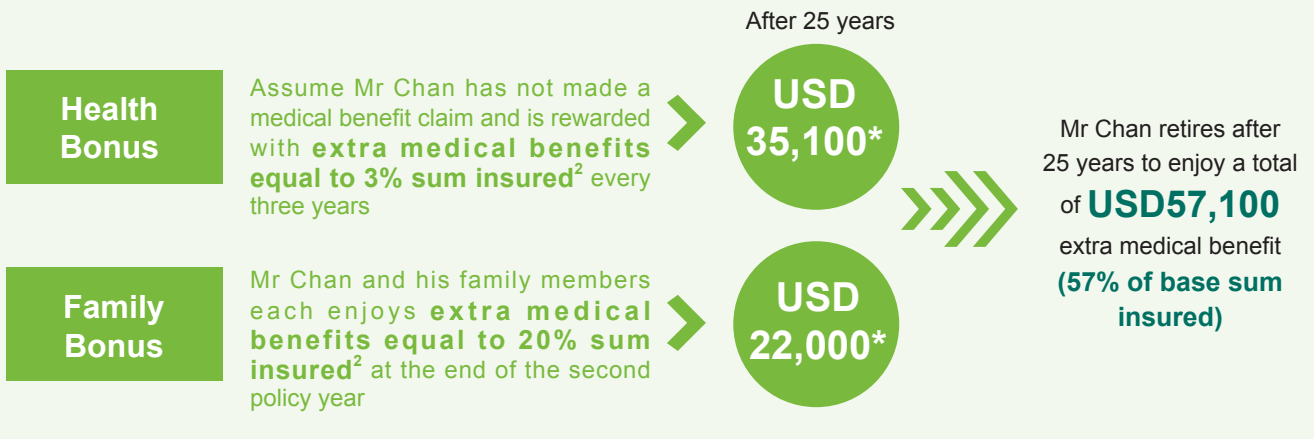 After 25 years
Health
Bonus
Assume Mr Chan has not made a
medical benefit claim and is rewarded
with extra medical benefits
equal to 3% sum insured² every
three years
USD
35,100*
Family
Bonus
Mr Chan and his family members
each enjoys extra medical
benefits equal to 20% sum
insured² at the end of the second
policy year
USD
22,000*
Mr Chan retires after
25 years to enjoy a total
of USD57,100
extra medical benefit
(57% of base sum
insured)